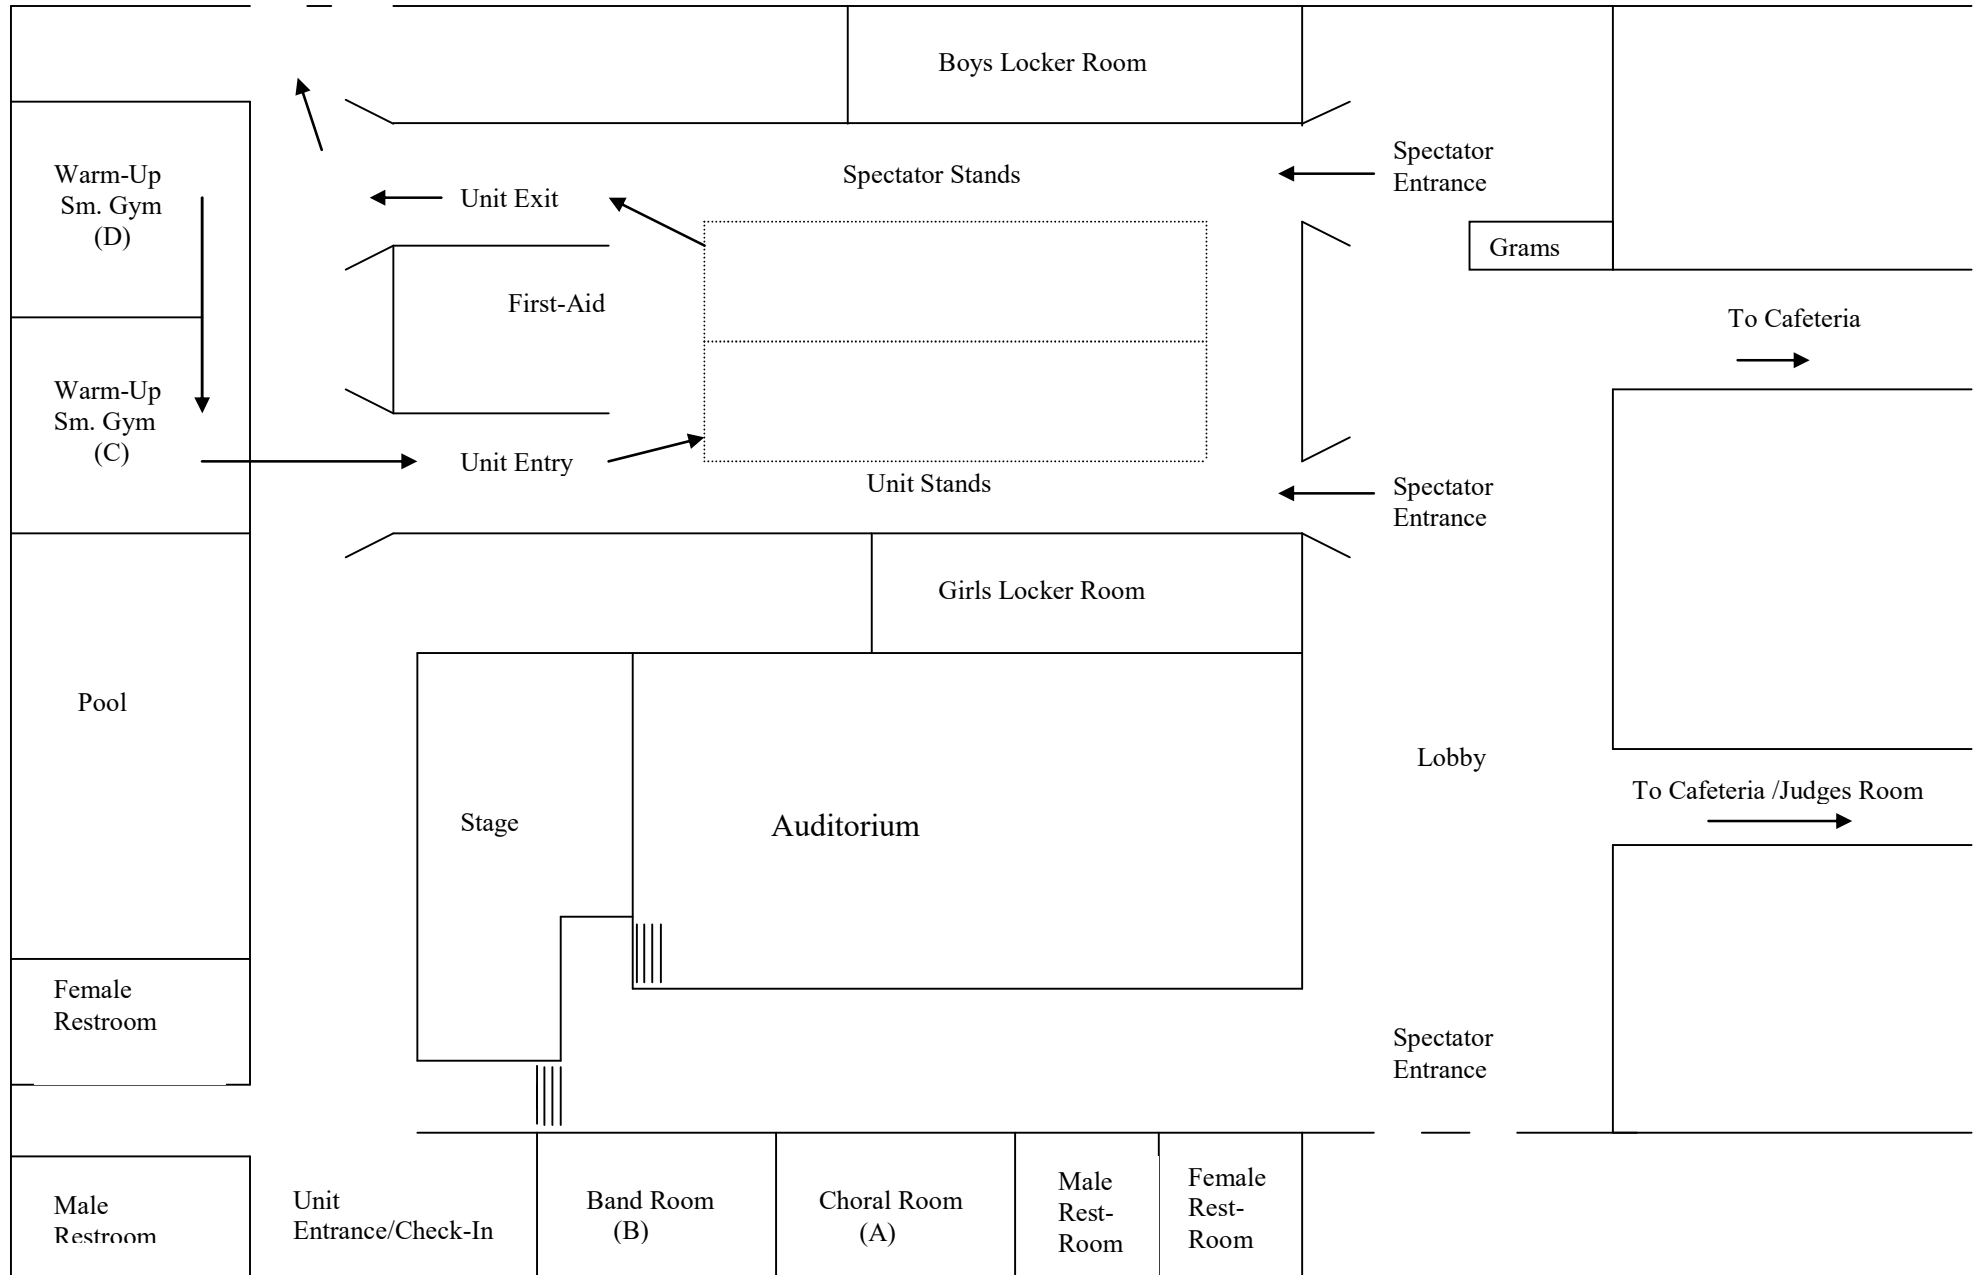 Boys Locker Room
Spectator
Entrance
Warm-Up
Sm. Gym
(D)
Spectator Stands
Unit Exit
Grams
First-Aid
To Cafeteria
Warm-Up
Sm. Gym
(C)
Unit Entry
Unit Stands
Spectator
Entrance
Girls Locker Room
Pool
Lobby
To Cafeteria /Judges Room
Stage
Auditorium
Female
Restroom
Spectator
Entrance
Male
Restroom
Unit
Entrance/Check-In
Band Room
(B)
Choral Room
(A)
Male
Rest-
Room
Female
Rest-
Room